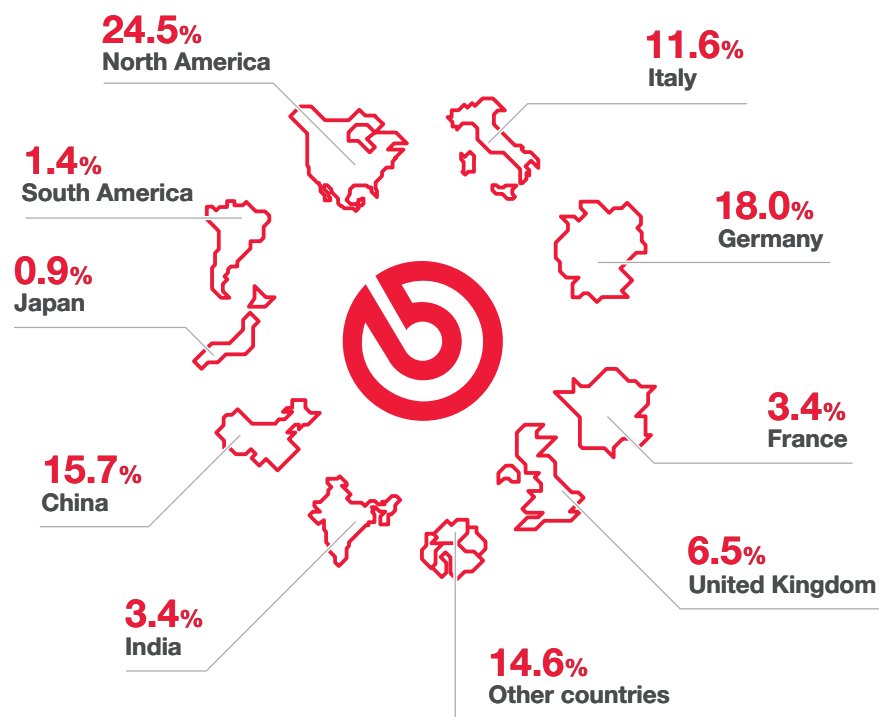 24.5%
North America
11.6%
Italy
1.4%
South America
18.0%
Germany
0.9%
Japan
3.4%
France
15.7%
China
6.5%
United Kingdom
3.4%
India
14.6%
Other countries